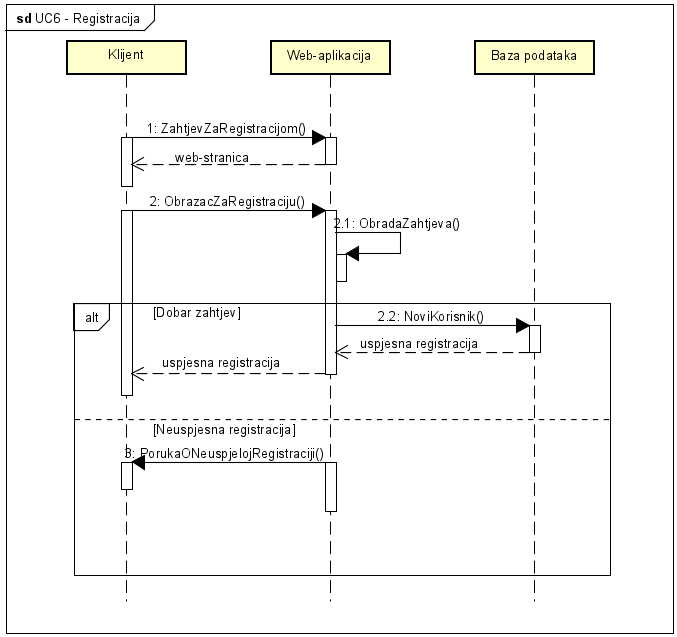 sd UC6 - Registracija
Klijent
Web-aplikacija
Baza podataka
1: ZahtjevZaRegistracijom()
web-stranica
2: ObrazacZaRegistraciju()
2.1: ObradaZahtjeva()
alt
[Dobar zahtjev]
2.2: NoviKorisnik()
uspjesna registracija
uspjesna registracija
[Neuspjesna registracija]
3: PorukaONeuspjelojRegistraciji()